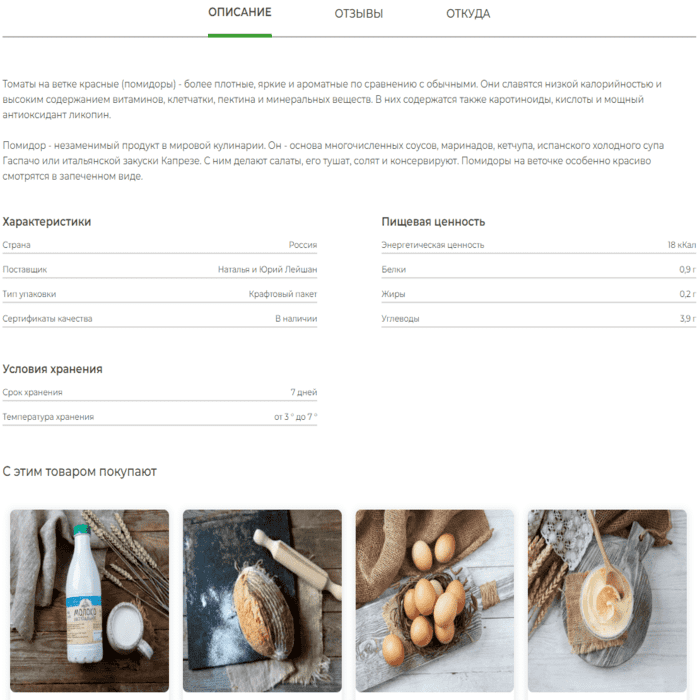 ОПИСАНИЕ ОТЗЫВЫ ОТКУДА
Томаты на ветке красные (помидоры) - более плотные, яркие и ароматные по сравнению с обычными. Они славятся низкой калорийностью и
высоким содержанием витаминов, клетчатки, пектина и минеральных веществ. В них содержатся также каротиноиды, кислоты и мощный
антиоксидант ликопин.
Помидор - незаменимый продукт в мировой кулинарии. Он - основа многочисленных соусов, маринадов, кетчупа, испанского холодного супа
Гаспачо или итальянской закуски Капрезе. С ним делают салаты, его тушат, солят и консервируют. Помидоры на веточке особенно красиво
смотрятся в запеченном виде.
Характеристики
Страна Россия
Поставщик Наталья и Юрий Лейшан
Тип упаковки Крафтовый пакет
Сертификаты качества В наличии
Пищевая ценность
Энергетическая ценность 18 кКал
Белки 0,9 г
Жиры 0,2 г
Углеводы 3,9 г
Условия хранения
Срок хранения 7 дней
Температура хранения от 3 ° до 7 °
С этим товаром покупают
МОЛОКО